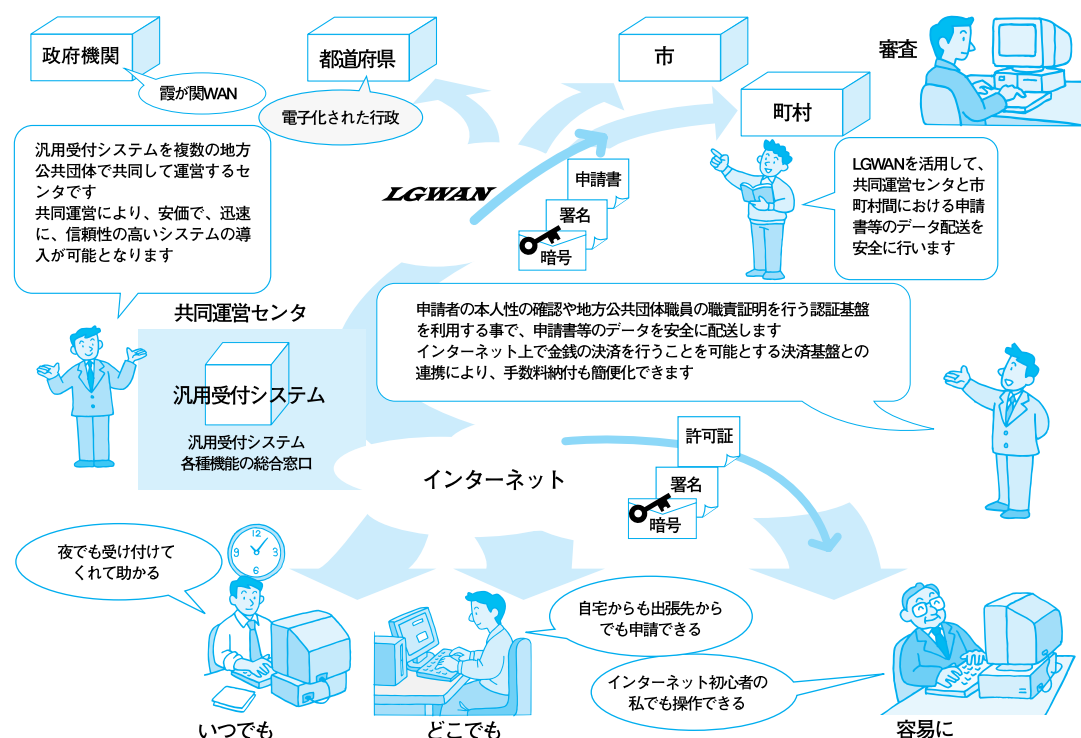 政府機関
霞が関WAN
都道府県
電子化された行政
市
町村
審査
汎用受付システムを複数の地方
公共団体で共同して運営するセ
ンタです
共同運営により、安価で、迅速
に、信頼性の高いシステムの導
入が可能となります
LGWAN
申請書
署名
暗号
LGWANを活用して、
共同運営センタと市
町村間における申請
書等のデータ配送を
安全に行います
共同運営センタ
汎用受付システム
汎用受付システム
各種機能の総合窓口
申請者の本人性の確認や地方公共団体職員の職責証明を行う認証基盤
を利用する事で、申請書等のデータを安全に配送します
インターネット上で金銭の決済を行うことを可能とする決済基盤との
連携により、手数料納付も簡便化できます
インターネット
許可証
署名
暗号
夜でも受け付けて
くれて助かる
12
3
6
9
自宅からも出張先から
でも申請できる
インターネット初心者の
私でも操作できる
いつでも
どこでも
容易に